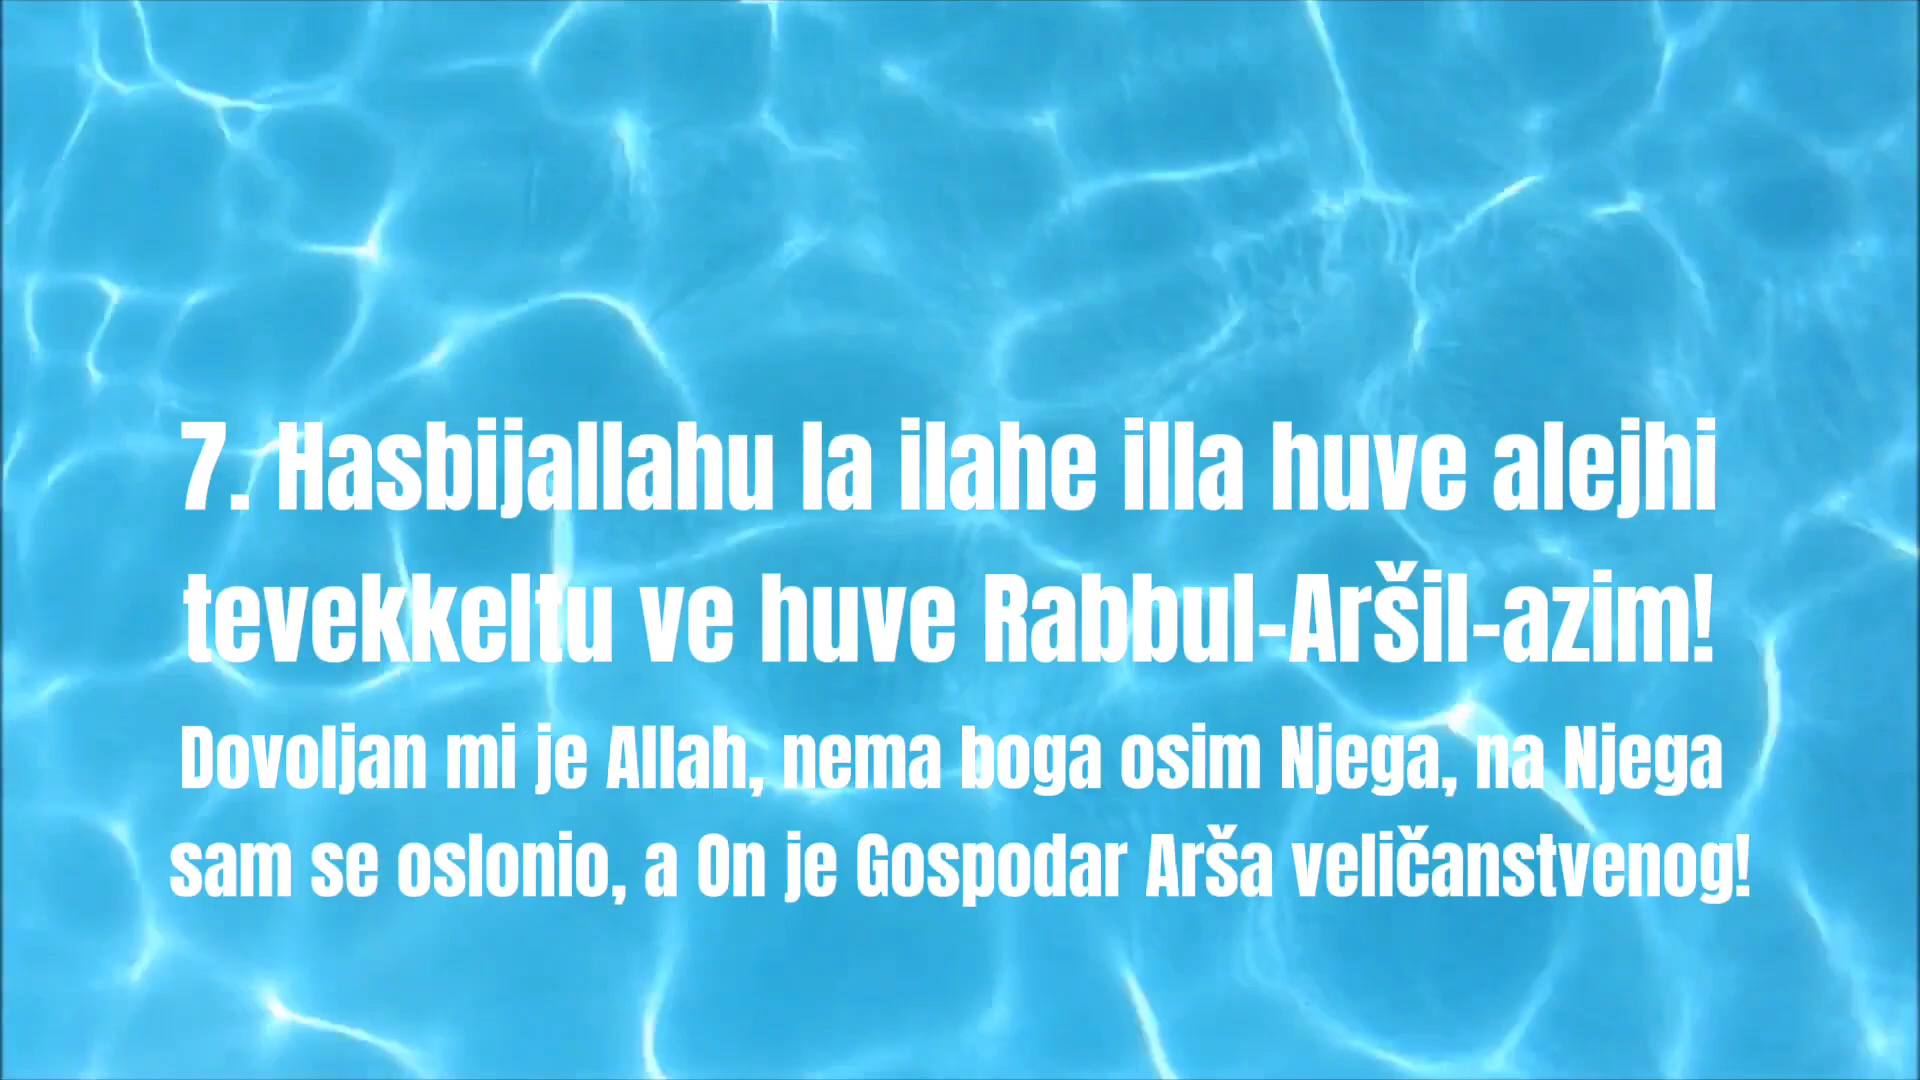 7. Hasbijallahu la ilahe illa huve alejhi
tevekkeltu ve huve Rabbul-Aršil-azim!
Dovoljan mi je Allah, nema boga osim Njega, na Njega
sam se oslonio, a On je Gospodar Arša veličanstvenog!